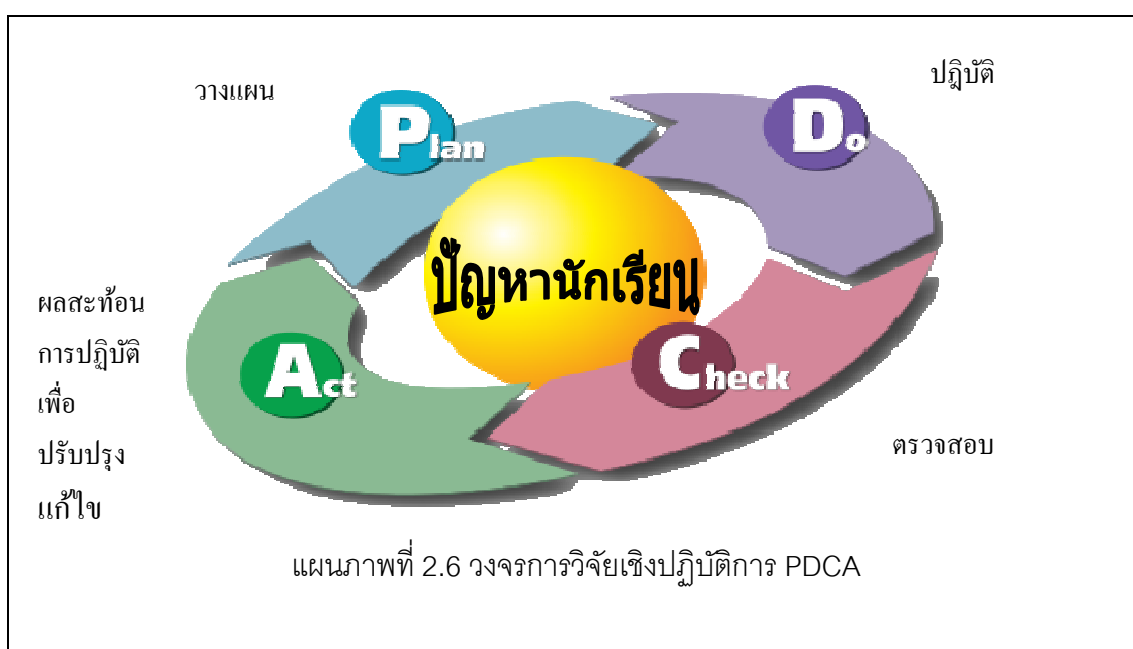 วางแผน
Plan
ปฎิบัติ
Do
ปัญหานักเรียน
ผลสะท้อน
การปฏิบัติ
เพื่อ
ปรับปรุง
แก้ไข
Act
Check
ตรวจสอบ
แผนภาพที่ 2.6 วงจรการวิจัยเชิงปฏิบัติการ PDCA